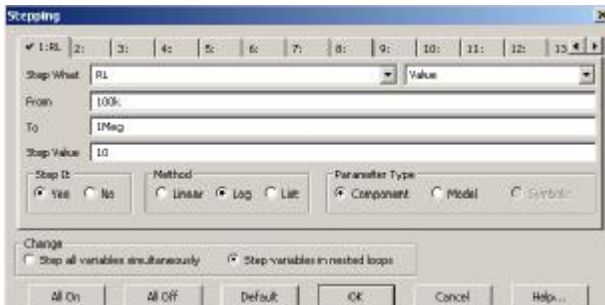 Stepping
1:RL 2: 3: 4: 5: 6: 7: 8: 9: 10: 11: 12: 13
Step What RL Value
From 100k
To 1Meg
Step Value 10
Step It Method Parameter Type
Yes No Linear Log List Component Model Symbolic
Change
Step all variables simultaneously Step variables in nested loops
All On All Off Default OK Cancel Help...